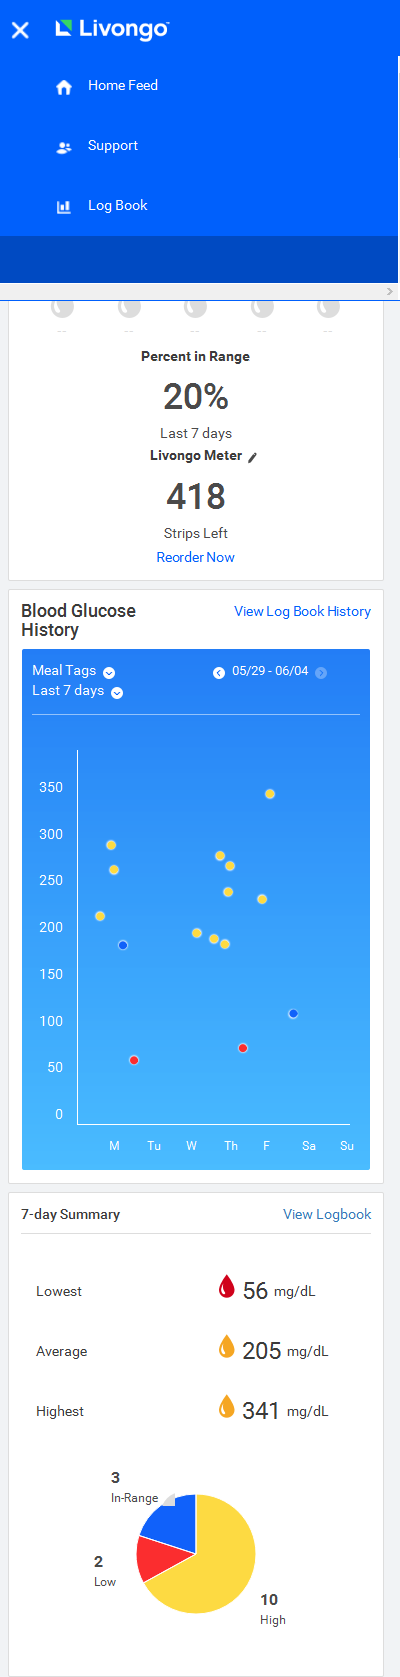 Livongo
Home Feed
Support
Log Book
-- -- -- -- --
Percent in Range
20%
Last 7 days
Livongo Meter
418
Strips Left
Reorder Now
Blood Glucose
History
View Log Book History
Meal Tags
05/29 - 06/04
Last 7 days
350
300
250
200
150
100
50
0
M Tu W Th F Sa Su
7-day Summary View Logbook
Lowest 56 mg/dL
Average 205 mg/dL
Highest 341 mg/dL
3
In-Range
2
Low
10
High